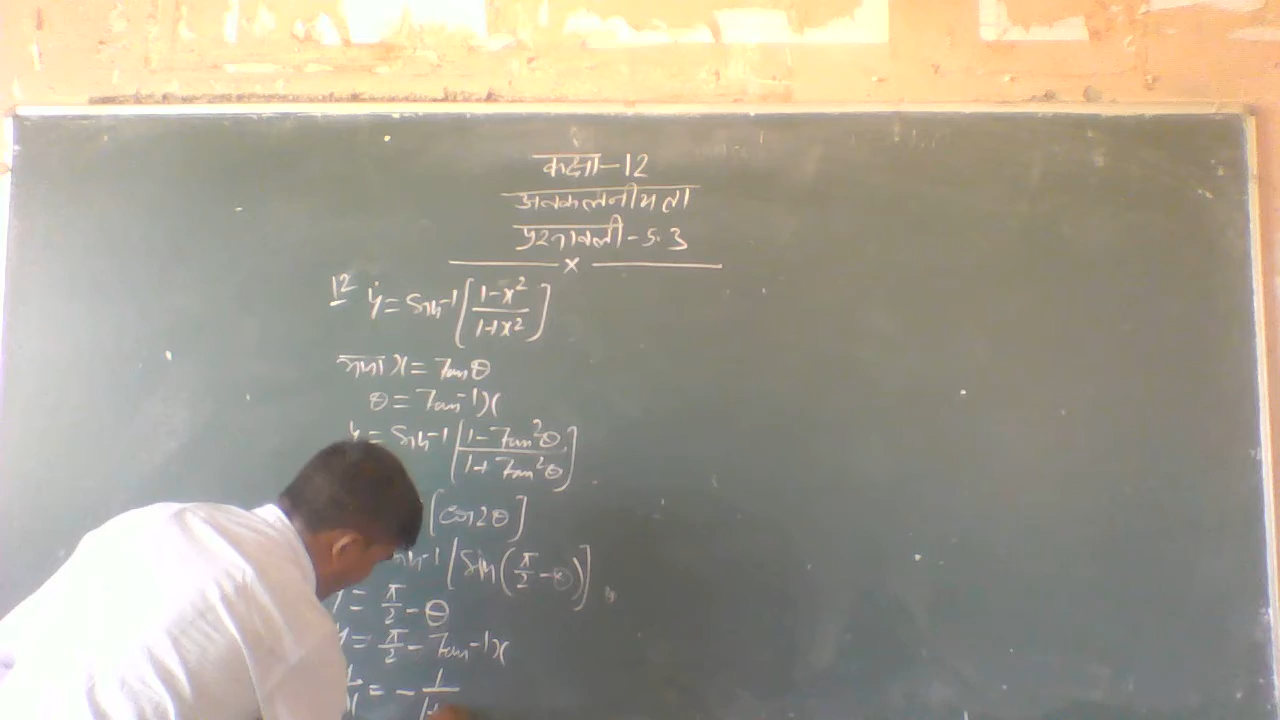 कक्षा-12
अवकलनीयता
प्रश्नावली-5.3
x
12 y = sin-1 [ 1-x2 / 1+x2 ]
माना x = Tanθ
θ = Tan-1x
y = sin-1 [ 1-Tan2θ / 1+Tan2θ ]
[cos2θ]
sin-1 [ sin ( π/2 - θ ) ]
y = π/2 - θ
y = π/2 - Tan-1x
= - 1 / 1+